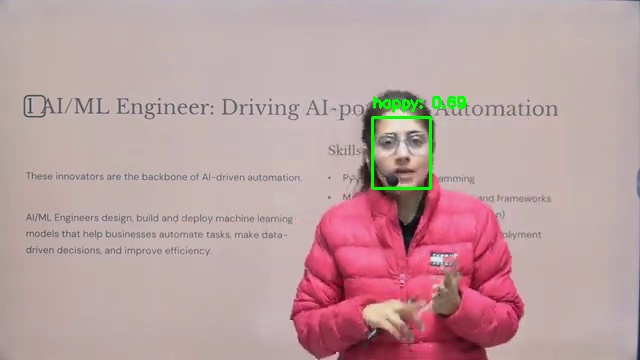 1 AI/ML Engineer: Driving AI-po Automation
happy: 0.69
Skills
These innovators are the backbone of AI-driven automation.
AI/ML Engineers design, build and deploy machine learning
models that help businesses automate tasks, make data-
driven decisions, and improve efficiency.
• Py amming
• M and frameworks
n)
ployment